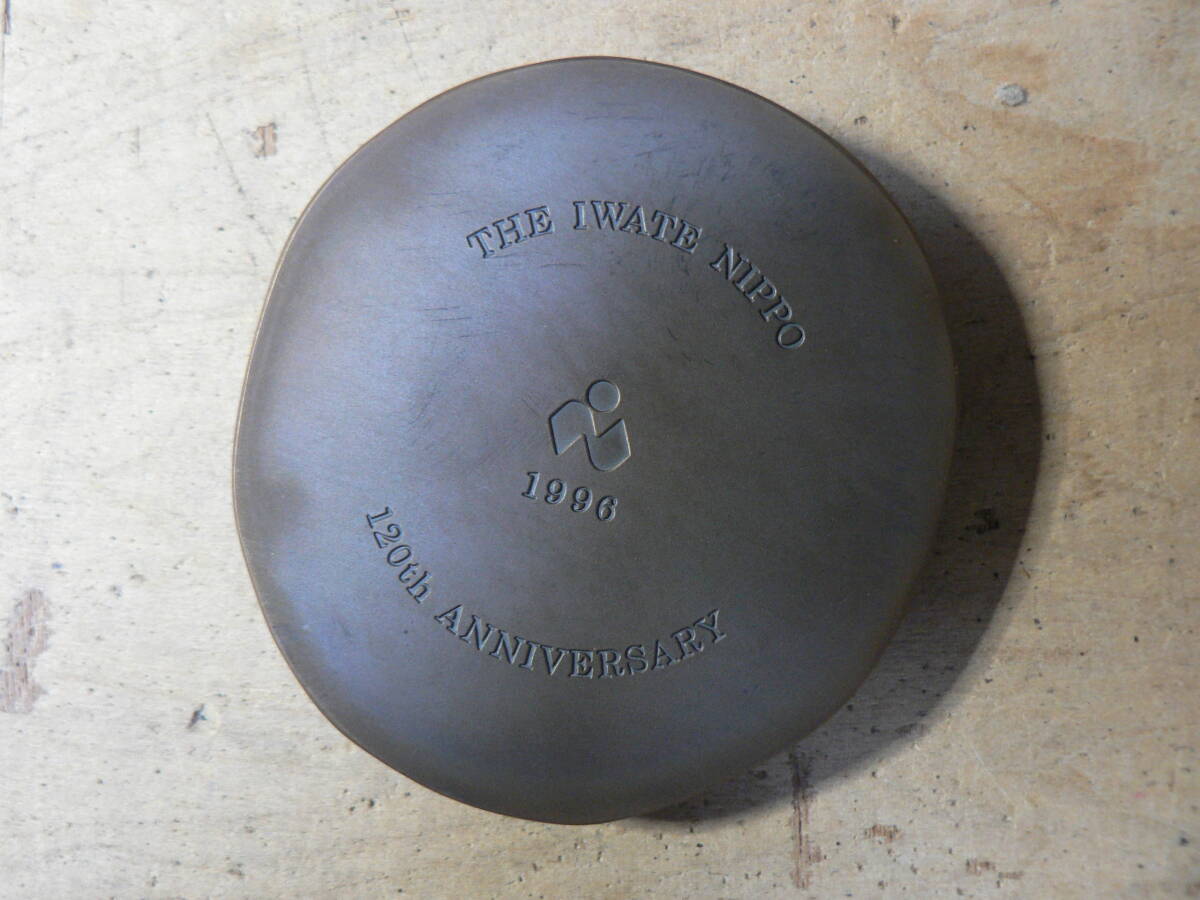 THE IWATE NIPPO
1996
120th ANNIVERSARY